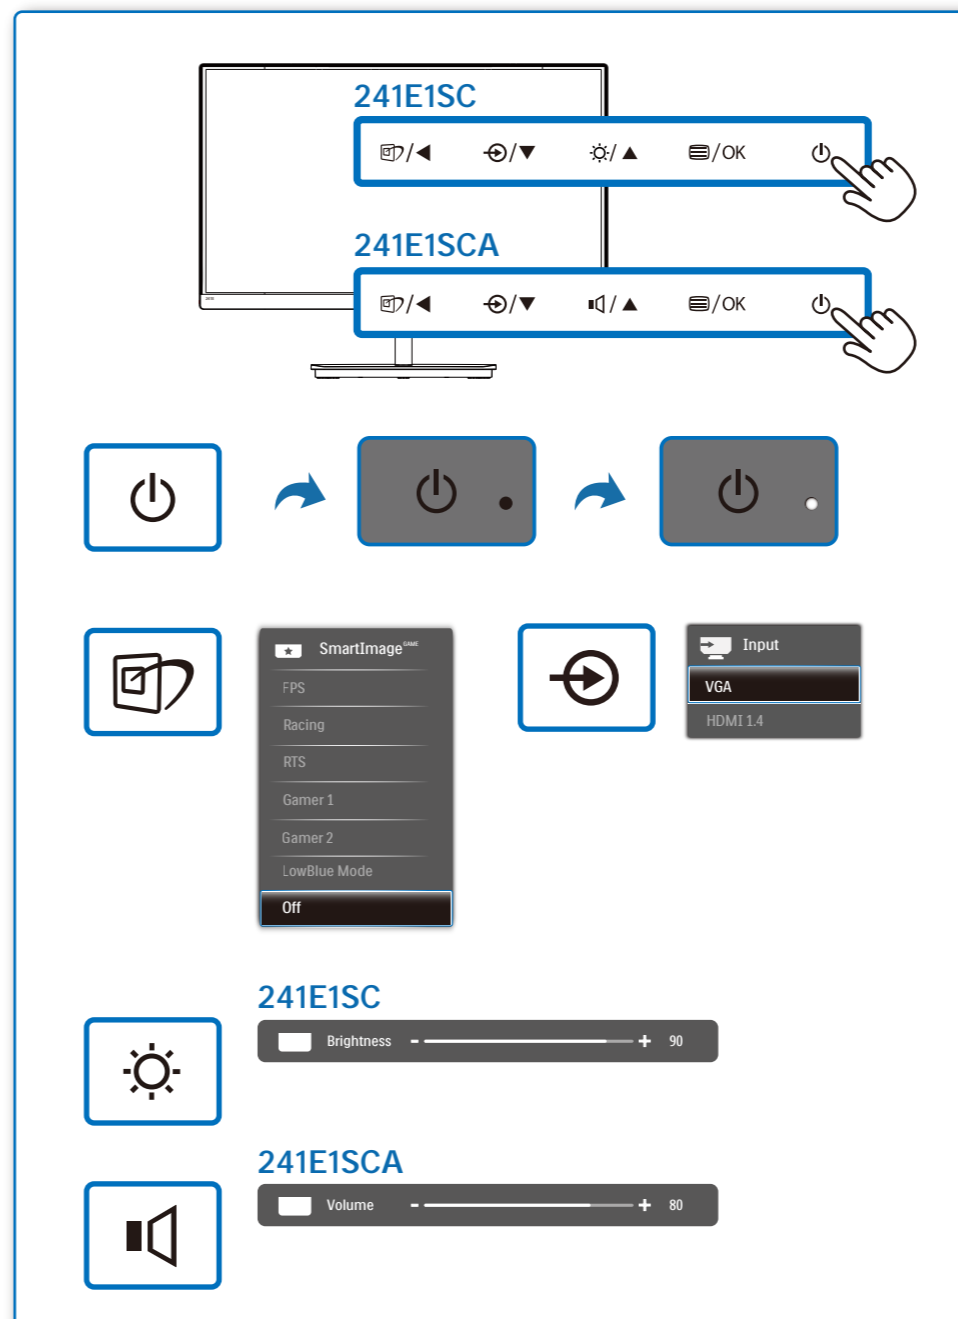 241E1SC
/ ◀ / ▼ / ▲ /OK
241E1SCA
/ ◀ / ▼ / ▲ /OK
SmartImage GAME
FPS
Racing
RTS
Gamer 1
Gamer 2
LowBlue Mode
Off
Input
VGA
HDMI 1.4
241E1SC
Brightness - + 90
241E1SCA
Volume - + 80